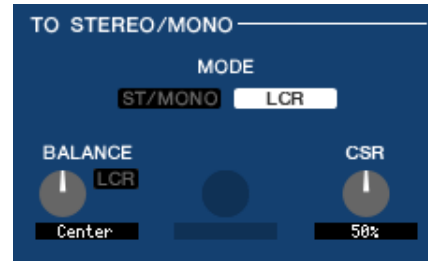 TO STEREO/MONO
MODE
ST/MONO LCR
BALANCE CSR
LCR
Center 50%